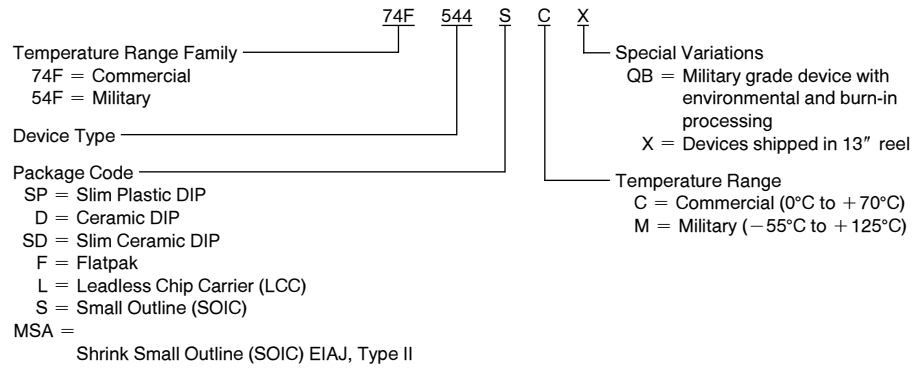 74F 544 S C X
Temperature Range Family
74F = Commercial
54F = Military
Device Type
Package Code
SP = Slim Plastic DIP
D = Ceramic DIP
SD = Slim Ceramic DIP
F = Flatpak
L = Leadless Chip Carrier (LCC)
S = Small Outline (SOIC)
MSA =
Shrink Small Outline (SOIC) EIAJ, Type II
Special Variations
QB = Military grade device with
environmental and burn-in
processing
X = Devices shipped in 13″ reel
Temperature Range
C = Commercial (0°C to +70°C)
M = Military (−55°C to +125°C)